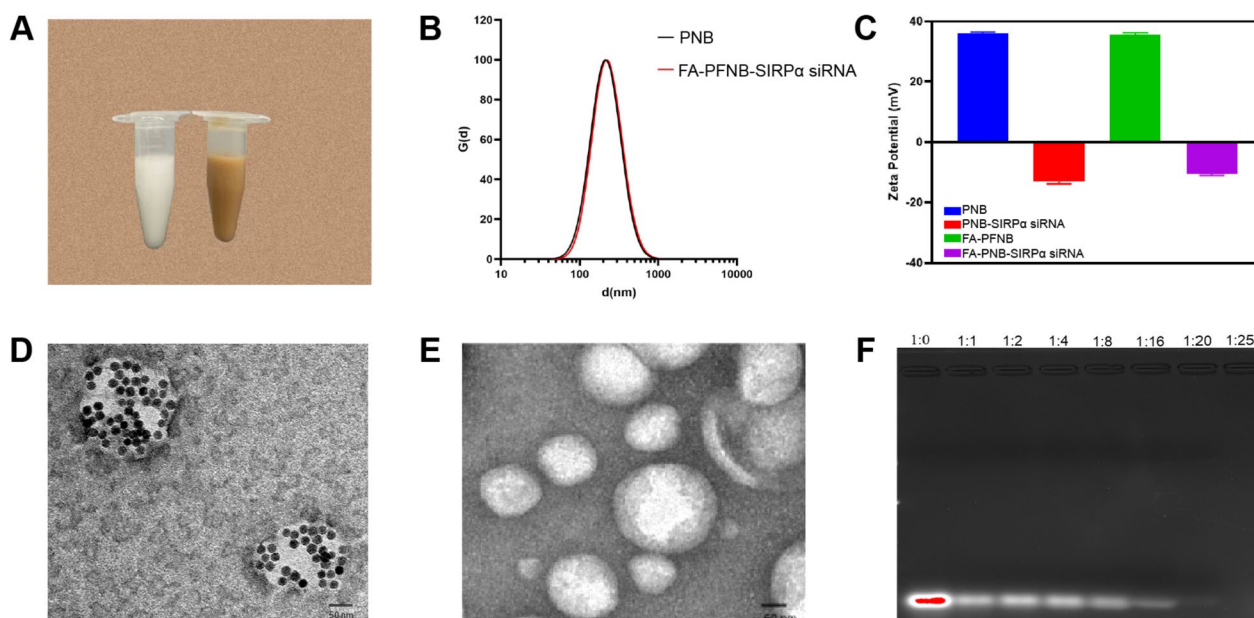 A
B
120
100
80
60
40
20
0
G(d)
10
100
1000
10000
d(nm)
PNB
FA-PFNB-SIRPα siRNA
C
40
20
0
-20
-40
Zeta Potential (mV)
PNB
PNB-SIRPα siRNA
FA-PFNB
FA-PNB-SIRPα siRNA
D
50 nm
E
50 nm
F
1:0 1:1 1:2 1:4 1:8 1:16 1:20 1:25